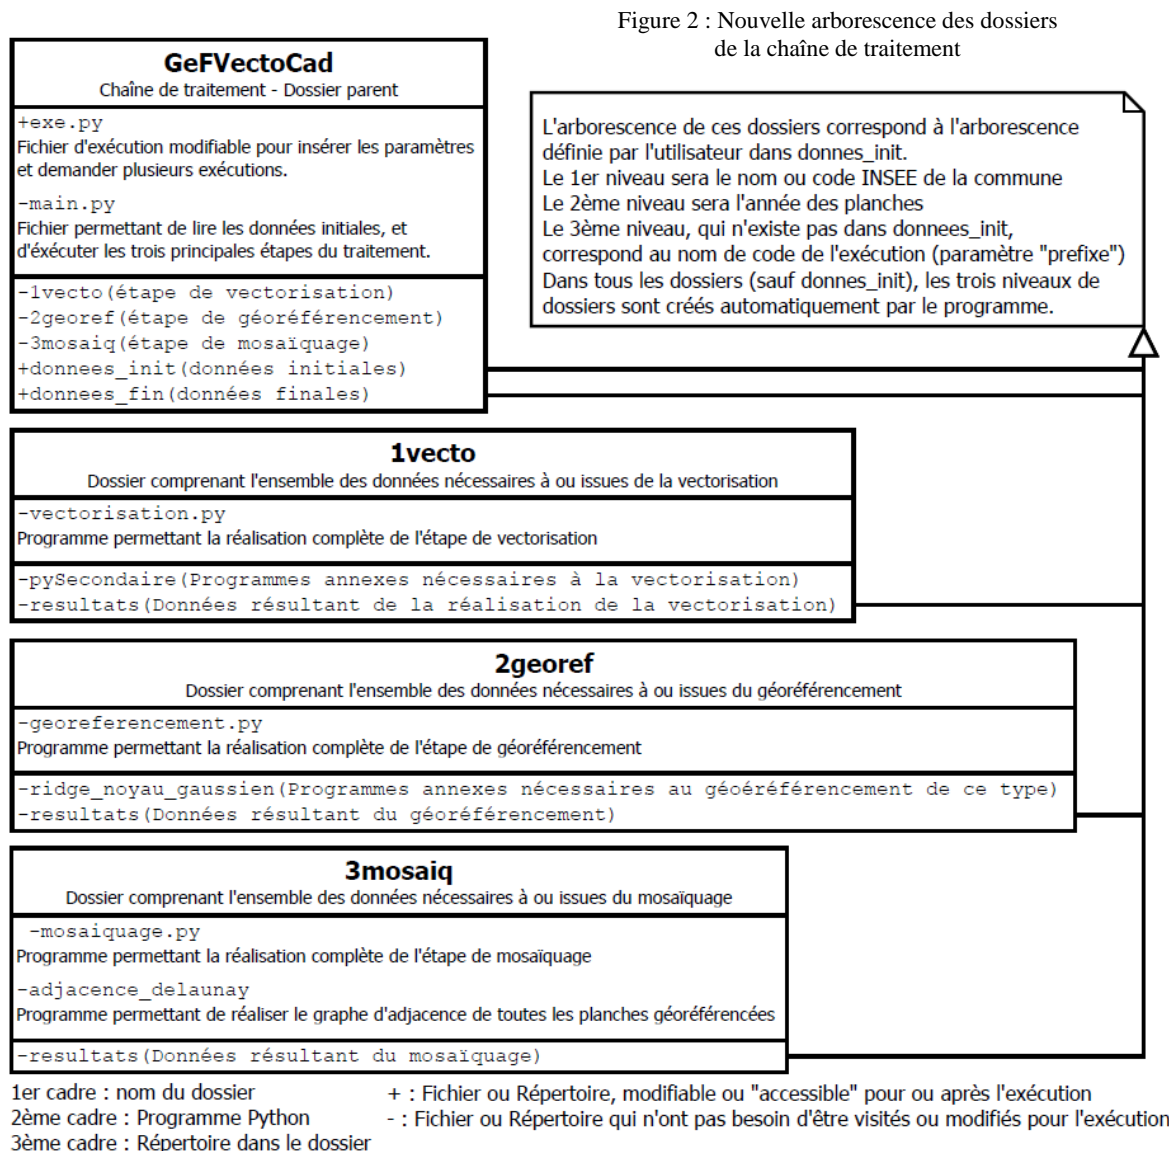 Figure 2 : Nouvelle arborescence des dossiers
de la chaîne de traitement
GeFVectoCad
Chaîne de traitement - Dossier parent
+exe.py
Fichier d'exécution modifiable pour insérer les paramètres
et demander plusieurs exécutions.
-main.py
Fichier permettant de lire les données initiales, et
d'éxécuter les trois principales étapes du traitement.
-1vecto(étape de vectorisation)
-2georef(étape de géoréférencement)
-3mosaiq(étape de mosaïquage)
+donnees_init(données initiales)
+donnees_fin(données finales)
L'arborescence de ces dossiers correspond à l'arborescence
définie par l'utilisateur dans donnes_init.
Le 1er niveau sera le nom ou code INSEE de la commune
Le 2ème niveau sera l'année des planches
Le 3ème niveau, qui n'existe pas dans donnees_init,
correspond au nom de code de l'exécution (paramètre "prefixe")
Dans tous les dossiers (sauf donnes_init), les trois niveaux de
dossiers sont créés automatiquement par le programme.
1vecto
Dossier comprenant l'ensemble des données nécessaires à ou issues de la vectorisation
-vectorisation.py
Programme permettant la réalisation complète de l'étape de vectorisation
-pySecondaire(Programmes annexes nécessaires à la vectorisation)
-resultats(Données résultant de la réalisation de la vectorisation)
2georef
Dossier comprenant l'ensemble des données nécessaires à ou issues du géoréférencement
-georeferencement.py
Programme permettant la réalisation complète de l'étape de géoréférencement
-ridge_noyau_gaussien(Programmes annexes nécessaires au géoéréférencement de ce type)
-resultats(Données résultant du géoréférencement)
3mosaiq
Dossier comprenant l'ensemble des données nécessaires à ou issues du mosaïquage
-mosaiquage.py
Programme permettant la réalisation complète de l'étape de mosaïquage
-adjacence_delaunay
Programme permettant de réaliser le graphe d'adjacence de toutes les planches géoréférencées
-resultats(Données résultant du mosaïquage)
1er cadre : nom du dossier
2ème cadre : Programme Python
3ème cadre : Répertoire dans le dossier
+ : Fichier ou Répertoire, modifiable ou "accessible" pour ou après l'exécution
- : Fichier ou Répertoire qui n'ont pas besoin d'être visités ou modifiés pour l'exécution